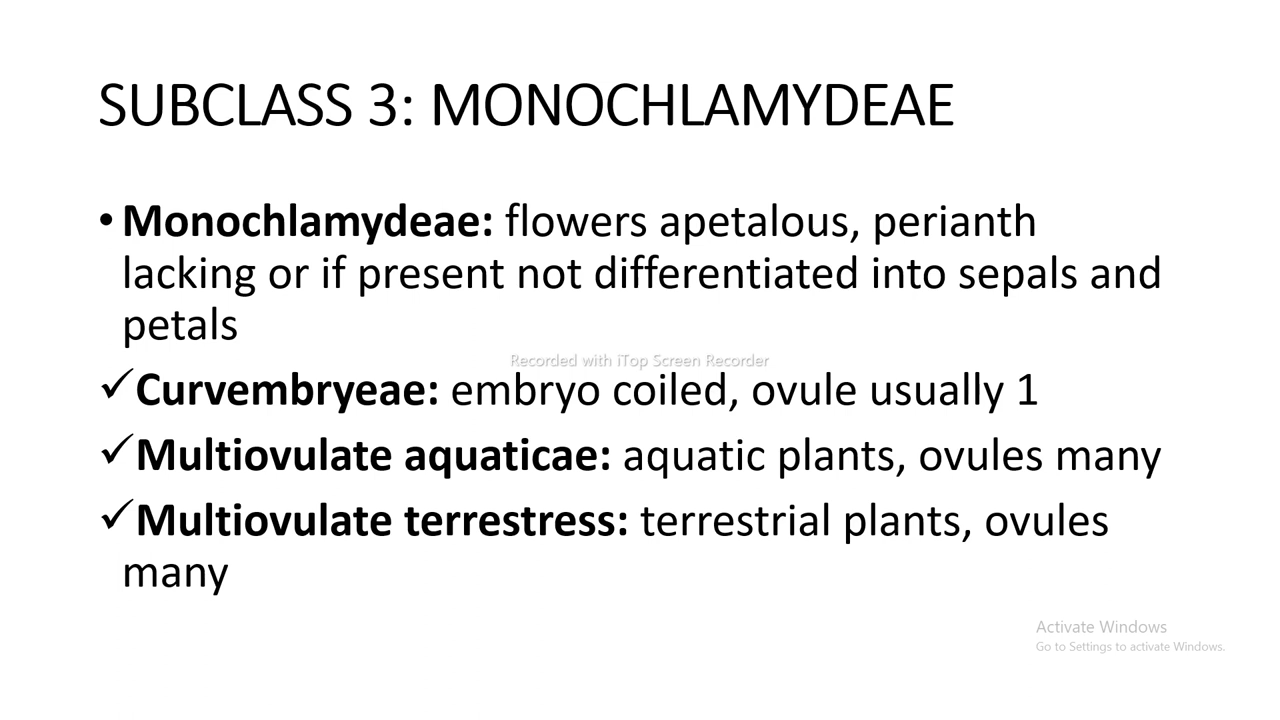 SUBCLASS 3: MONOCHLAMYDEAE
• Monochlamydeae: flowers apetalous, perianth
lacking or if present not differentiated into sepals and
petals
Recorded with iTop Screen Recorder
✓Curvembryeae: embryo coiled, ovule usually 1
✓Multiovulate aquaticae: aquatic plants, ovules many
✓Multiovulate terrestress: terrestrial plants, ovules
many
Activate Windows
Go to Settings to activate Windows.